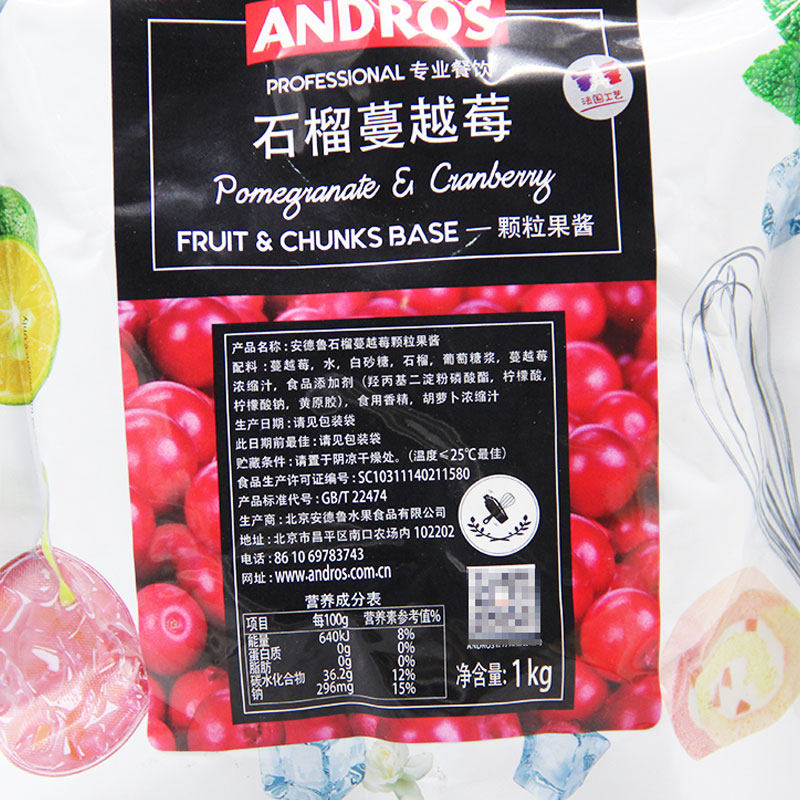 ANDROS
PROFESSIONAL 专业餐饮
法国工艺
石榴蔓越莓
Pomegranate & Cranberry
FRUIT & CHUNKS BASE — 颗粒果酱
产品名称：安德鲁石榴蔓越莓颗粒果酱
配料：蔓越莓，水，白砂糖，石榴，葡萄糖浆，蔓越莓
浓缩汁，食品添加剂（羟丙基二淀粉磷酸酯，柠檬酸，
柠檬酸钠，黄原胶），食用香精，胡萝卜浓缩汁
生产日期：请见包装袋
此日期前最佳：请见包装袋
贮藏条件：请置于阴凉干燥处。（温度≤25℃最佳）
食品生产许可证编号：SC10311140211580
产品标准代号：GB/T 22474
生产商：北京安德鲁水果食品有限公司
地址：北京市昌平区南口农场内 102202
电话：86 10 69783743
网址：www.andros.com.cn
营养成分表
项目 每100g 营养素参考值%
能量 640kJ 8%
蛋白质 0g 0%
脂肪 0g 0%
碳水化合物 36.2g 12%
钠 296mg 15%
ANDROS
净含量：1kg